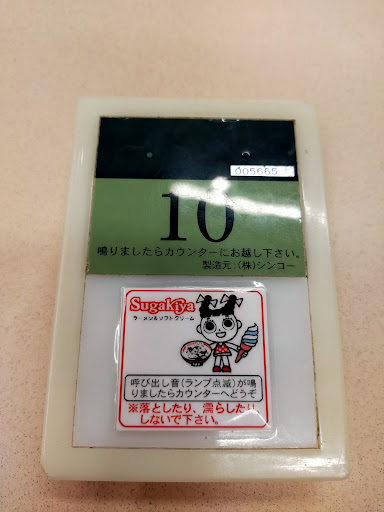 005665
10
鳴りましたらカウンターにお越し下さい。
製造元:(株)シンコー
Sugakiya
ラーメン&ソフトクリーム
呼び出し音(ランプ点滅)が鳴
りましたらカウンターへどうぞ
※落としたり、濡らしたり
しないで下さい。